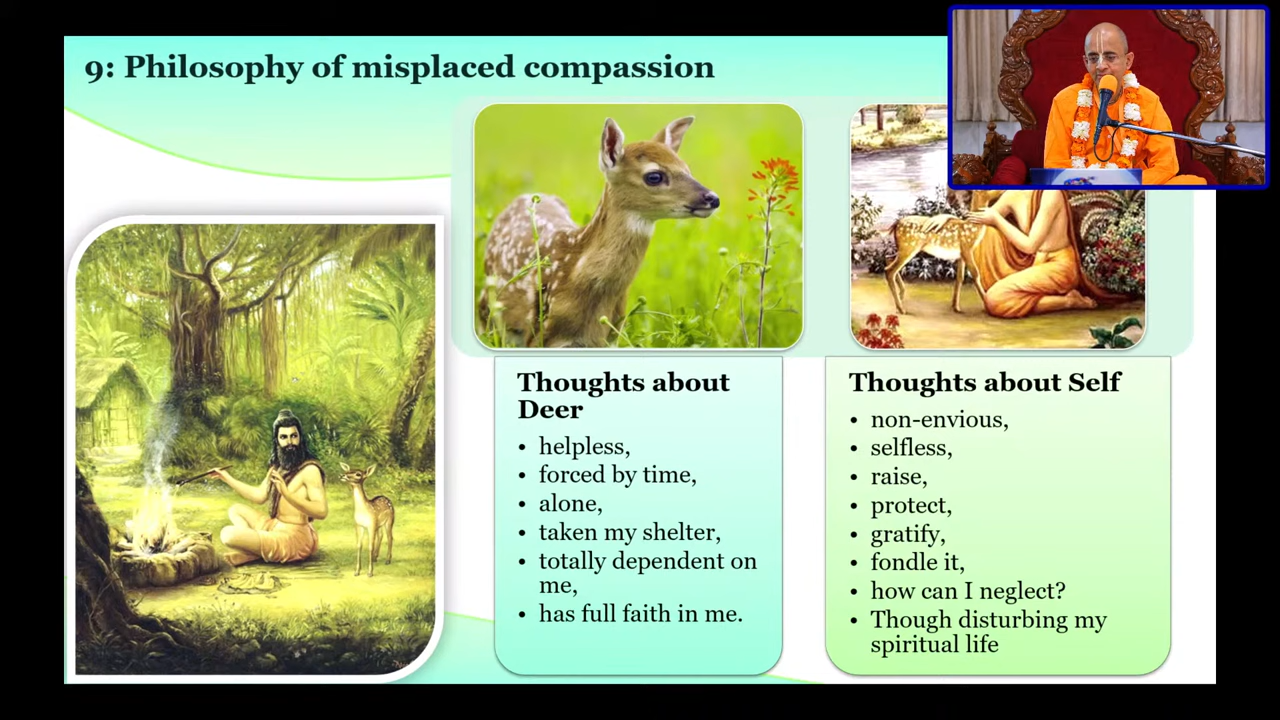 9: Philosophy of misplaced compassion
Thoughts about
Deer
• helpless,
• forced by time,
• alone,
• taken my shelter,
• totally dependent on
me,
• has full faith in me.
Thoughts about Self
• non-envious,
• selfless,
• raise,
• protect,
• gratify,
• fondle it,
• how can I neglect?
• Though disturbing my
spiritual life